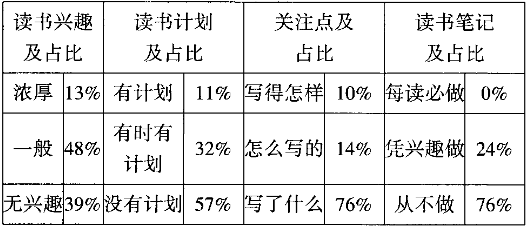 读书兴趣及占比 读书计划及占比 关注点及占比 读书笔记及占比
浓厚 13% 有计划 11% 写得怎样 10% 每读必做 0%
一般 48% 有时有计划 32% 怎么写的 14% 凭兴趣做 24%
无兴趣 39% 没有计划 57% 写了什么 76% 从不做 76%